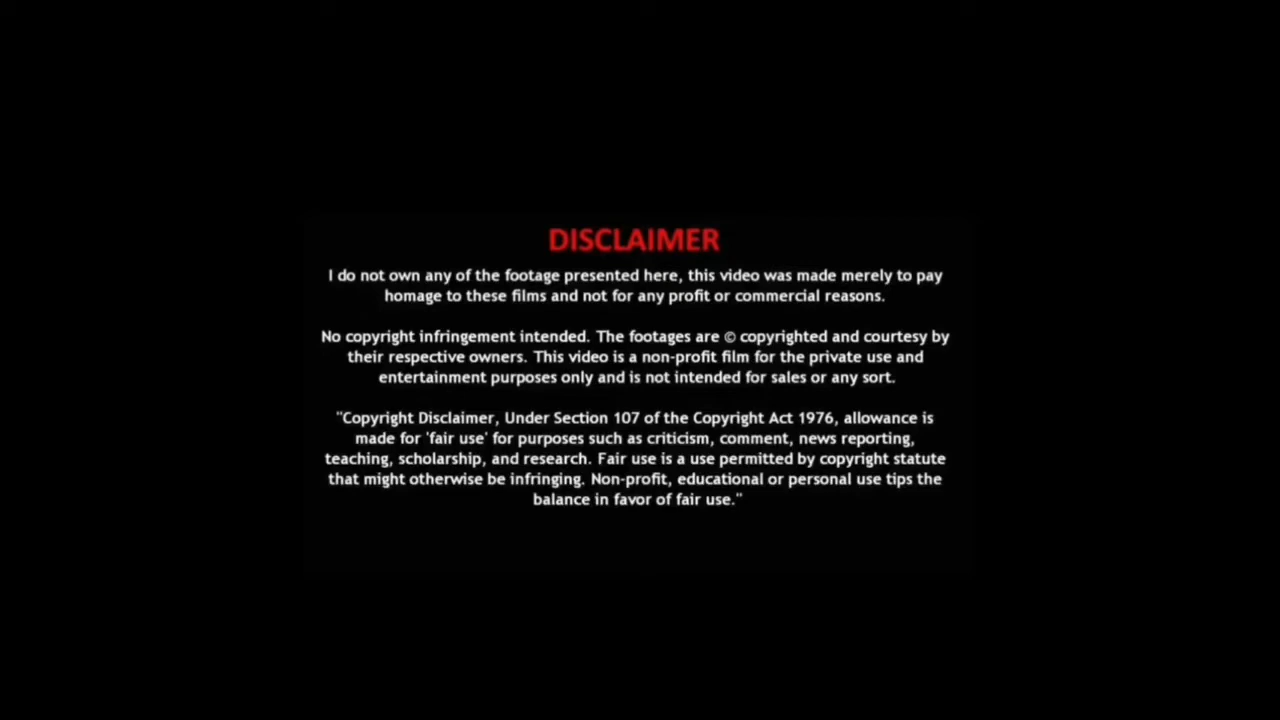 DISCLAIMER
I do not own any of the footage presented here, this video was made merely to pay
homage to these films and not for any profit or commercial reasons.
No copyright infringement intended. The footages are © copyrighted and courtesy by
their respective owners. This video is a non-profit film for the private use and
entertainment purposes only and is not intended for sales or any sort.
"Copyright Disclaimer, Under Section 107 of the Copyright Act 1976, allowance is
made for 'fair use' for purposes such as criticism, comment, news reporting,
teaching, scholarship, and research. Fair use is a use permitted by copyright statute
that might otherwise be infringing. Non-profit, educational or personal use tips the
balance in favor of fair use."